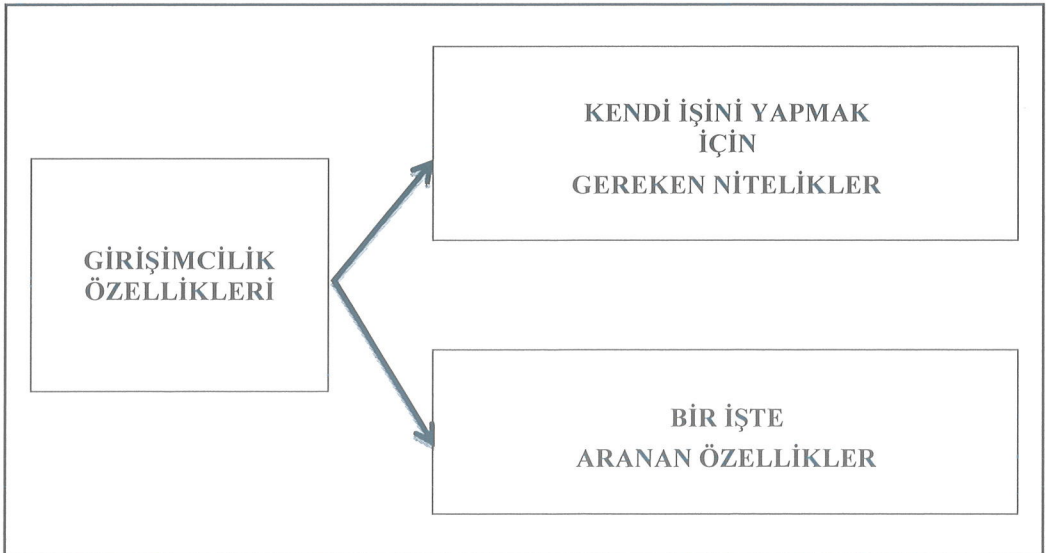 GİRİŞİMCİLİK
ÖZELLİKLERİ
KENDİ İŞİNİ YAPMAK
İÇİN
GEREKEN NİTELİKLER
BİR İŞTE
ARANAN ÖZELLİKLER